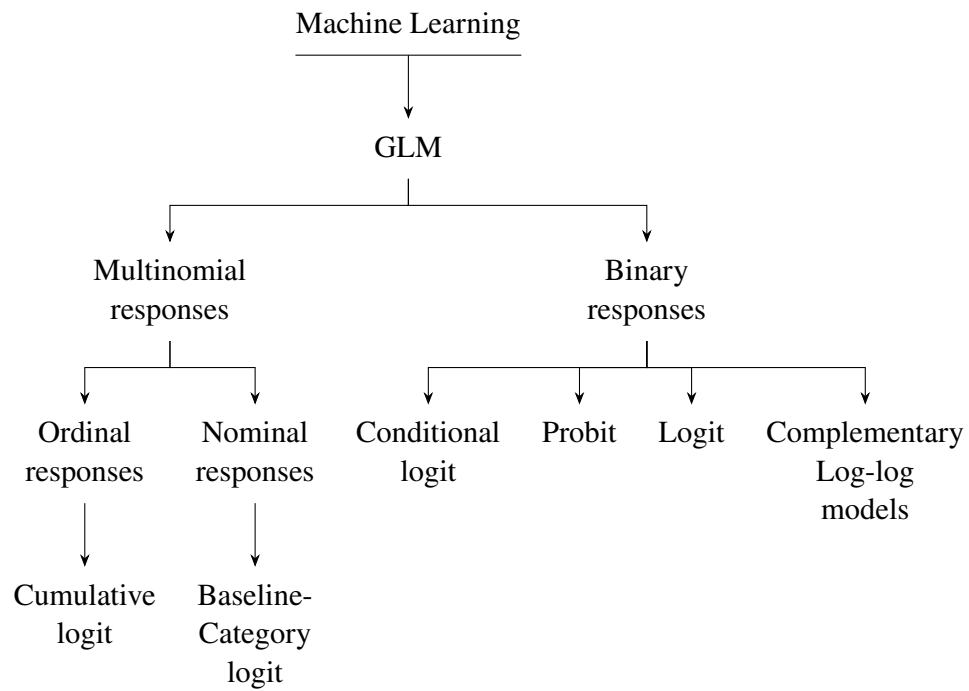 Machine Learning
GLM
Multinomial
responses
Binary
responses
Ordinal
responses
Nominal
responses
Conditional
logit
Probit
Logit
Complementary
Log-log
models
Cumulative
logit
Baseline-
Category
logit